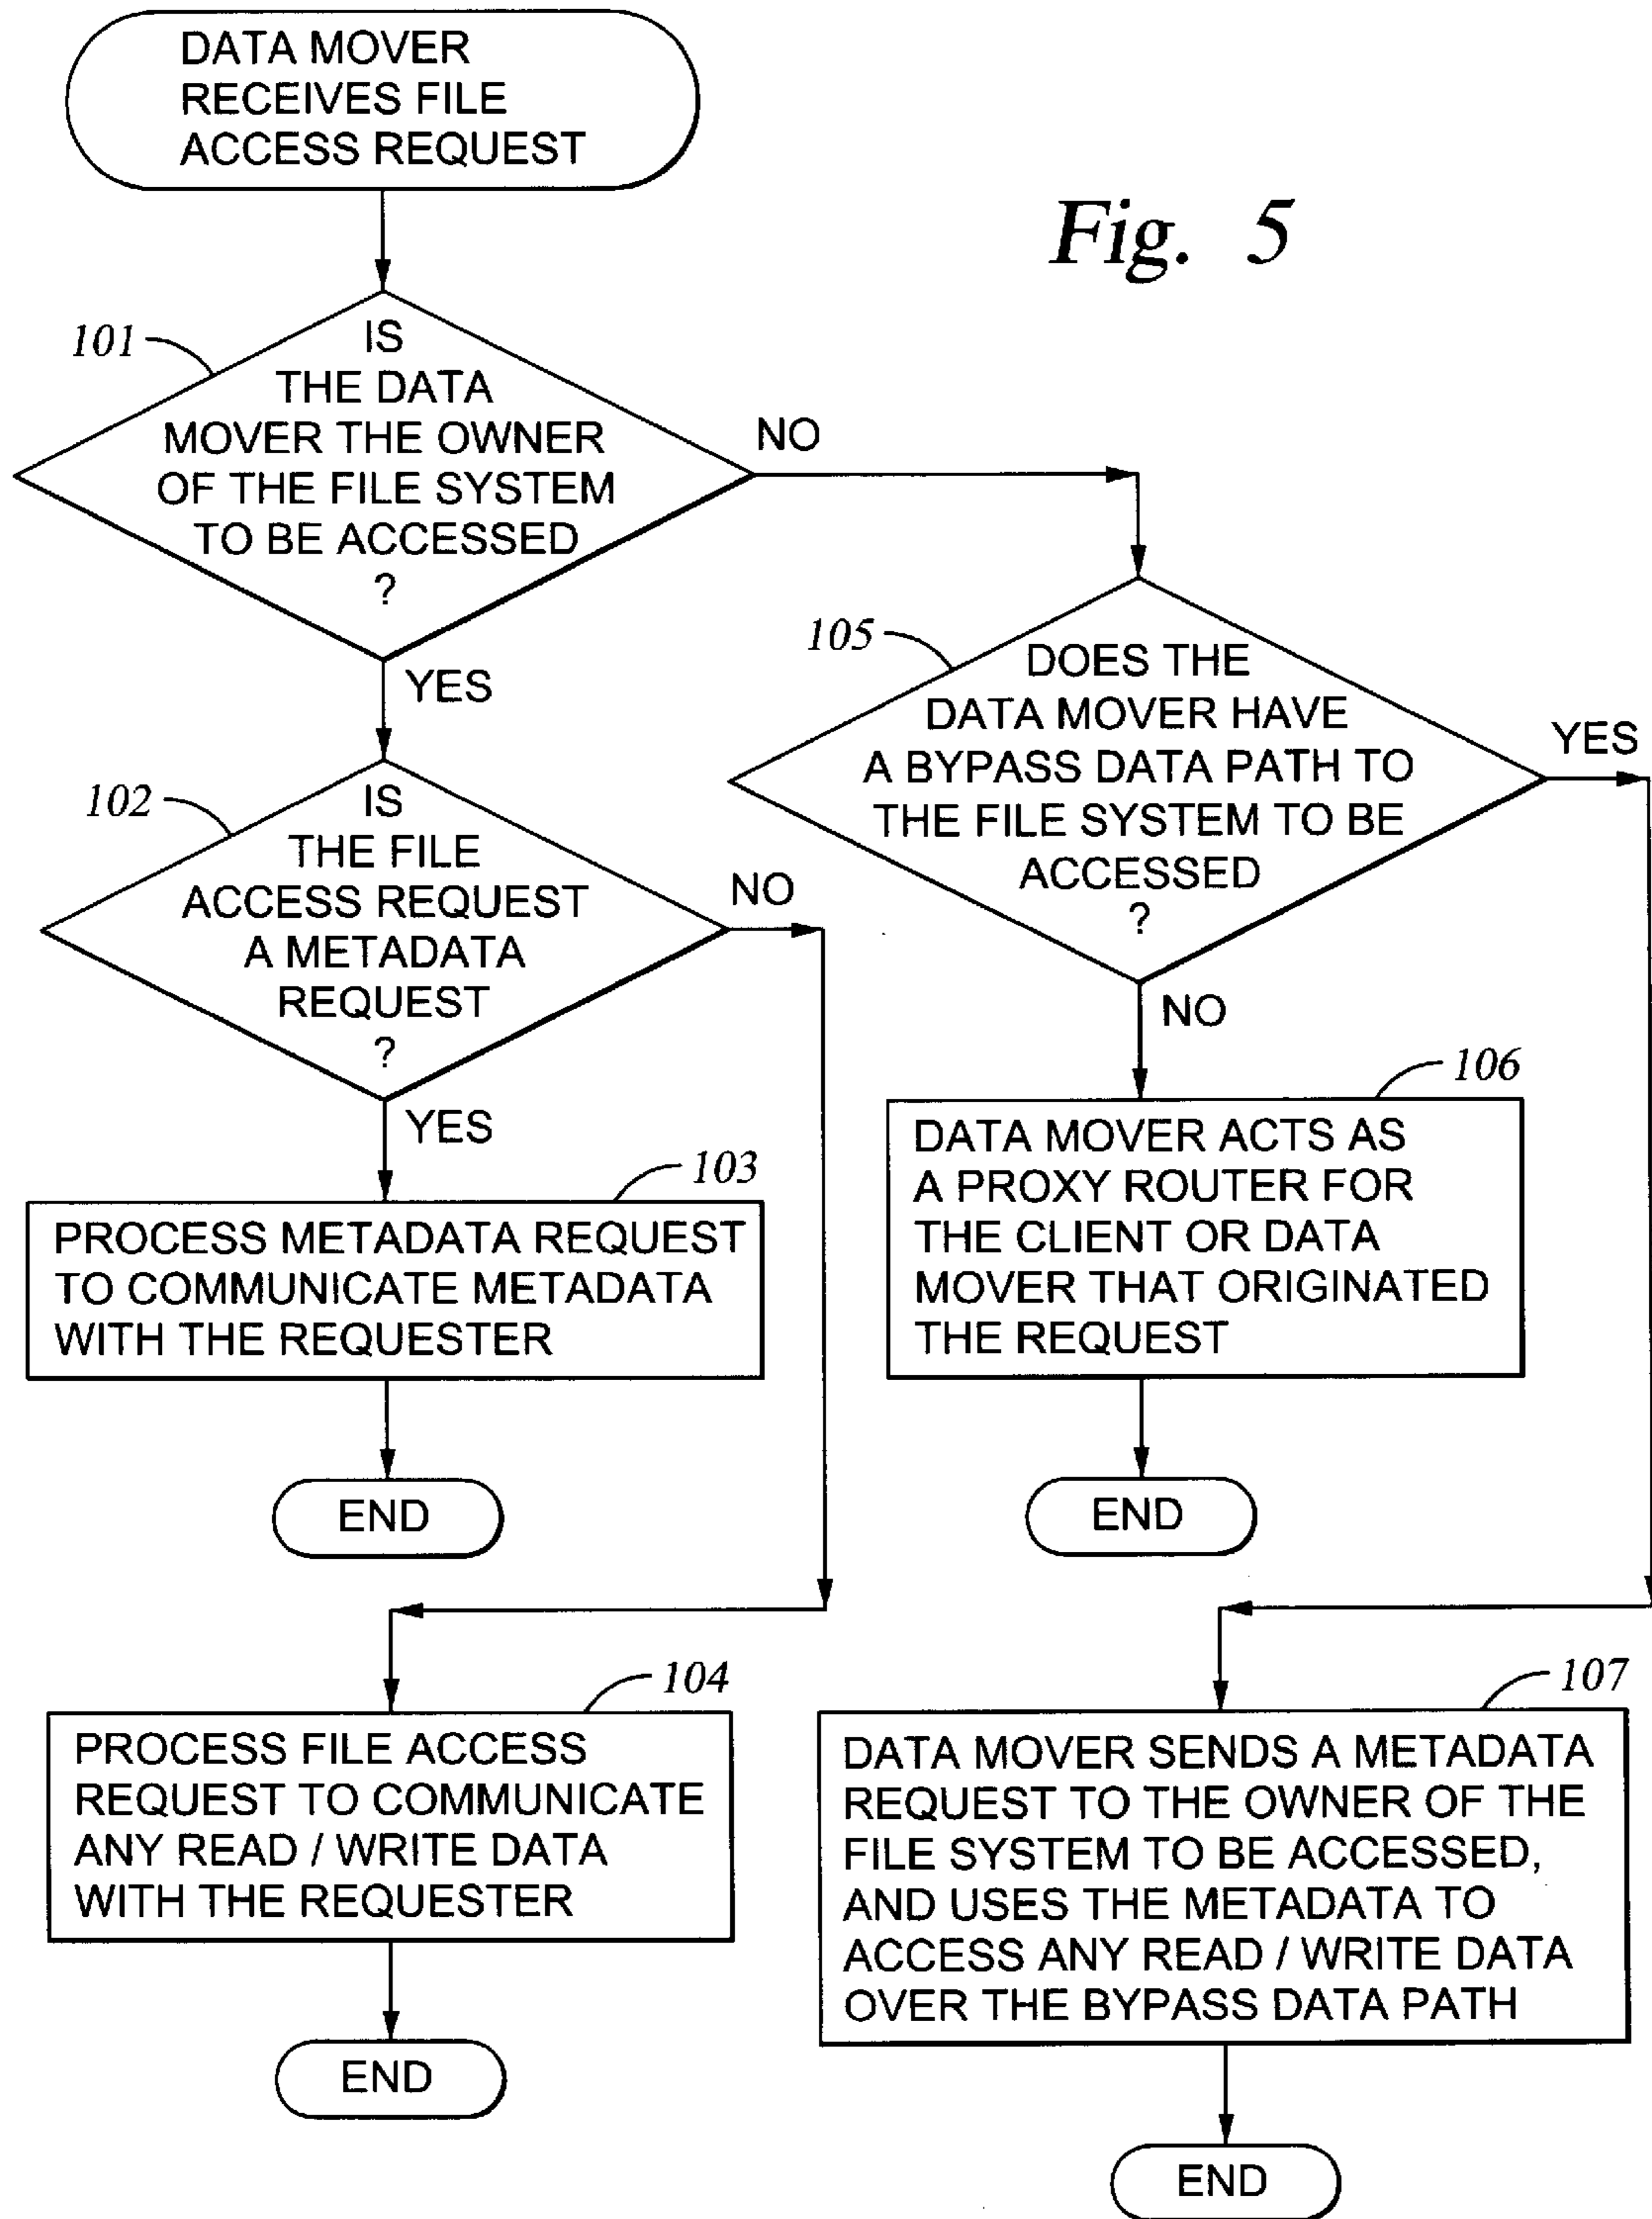 DATA MOVER
RECEIVES FILE
ACCESS REQUEST
Fig. 5
101
IS
THE DATA
MOVER THE OWNER
OF THE FILE SYSTEM
TO BE ACCESSED
?
NO
YES
102
IS
THE FILE
ACCESS REQUEST
A METADATA
REQUEST
?
NO
YES
103
PROCESS METADATA REQUEST
TO COMMUNICATE METADATA
WITH THE REQUESTER
END
104
PROCESS FILE ACCESS
REQUEST TO COMMUNICATE
ANY READ / WRITE DATA
WITH THE REQUESTER
END
105
DOES THE
DATA MOVER HAVE
A BYPASS DATA PATH TO
THE FILE SYSTEM TO BE
ACCESSED
?
YES
NO
106
DATA MOVER ACTS AS
A PROXY ROUTER FOR
THE CLIENT OR DATA
MOVER THAT ORIGINATED
THE REQUEST
END
107
DATA MOVER SENDS A METADATA
REQUEST TO THE OWNER OF THE
FILE SYSTEM TO BE ACCESSED,
AND USES THE METADATA TO
ACCESS ANY READ / WRITE DATA
OVER THE BYPASS DATA PATH
END